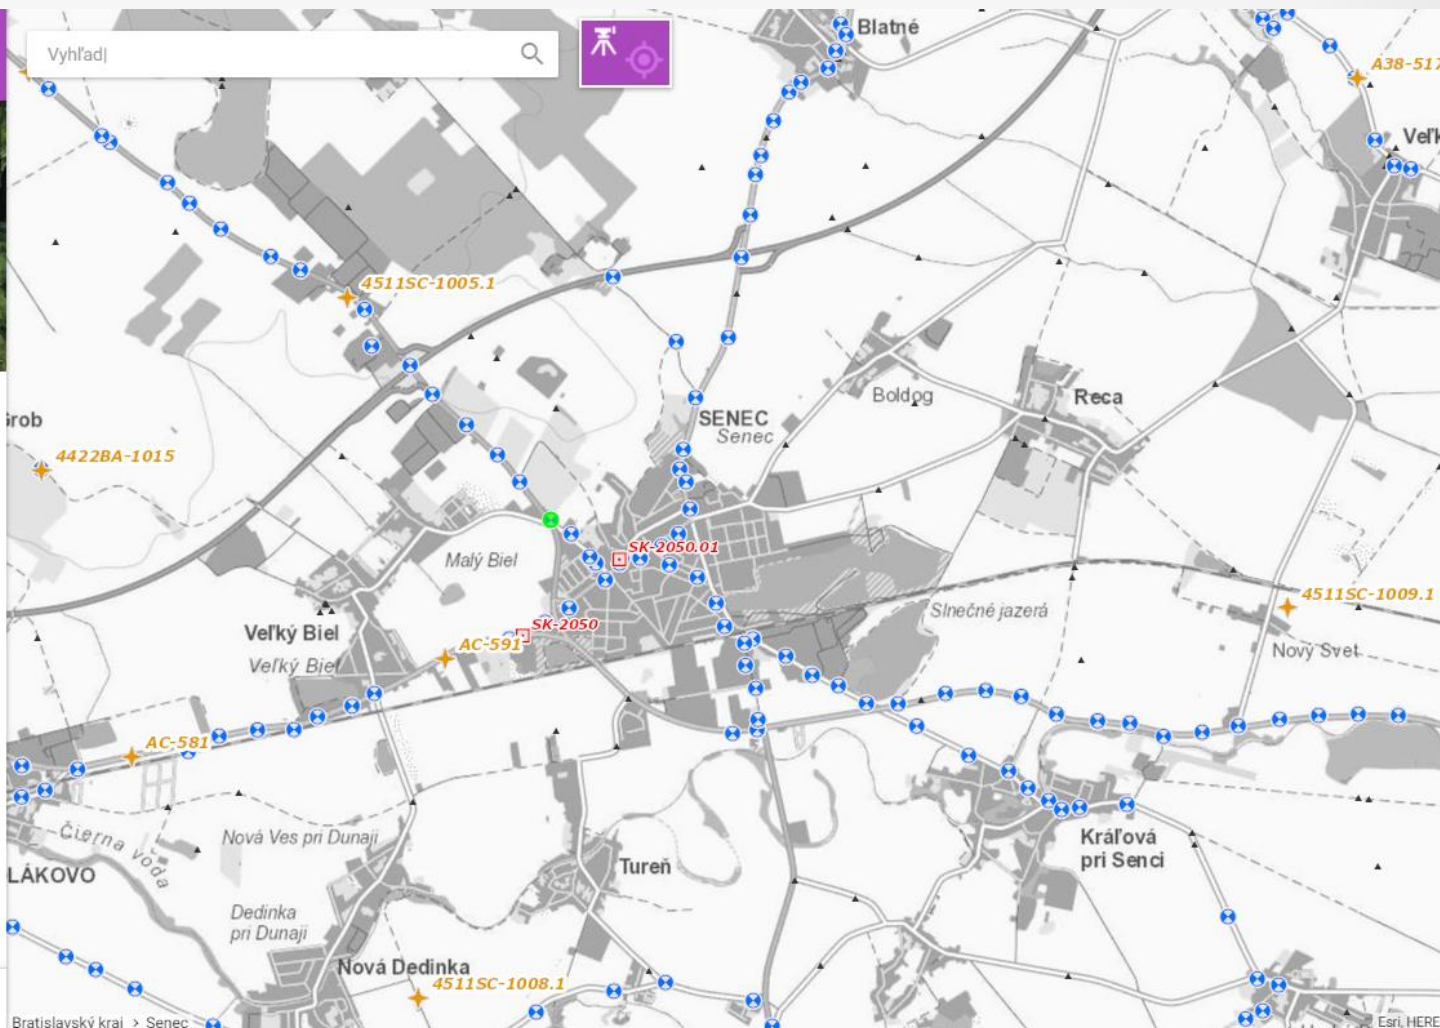 Vyhľad
Blatné
A38-517
Veľk
4511SC-1005.1
SENEC
Senec
Boldog
Reca
Grob
4422BA-1015
SK-2050.01
Malý Biel
4511SC-1009.1
Slnečné jazerá
SK-2050
Veľký Biel
AC-591
Veľký Biel
Nový Svet
AC-581
Čierna voda
Nová Ves pri Dunaji
Kráľová
pri Senci
Tureň
LÁKOVO
Dedinka
pri Dunaji
Nová Dedinka
4511SC-1008.1
Bratislavský kraj > Senec
Esri, HERE